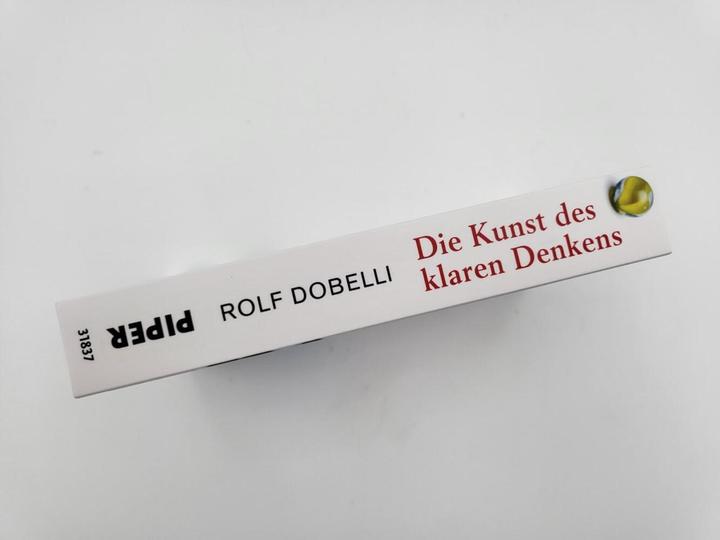 Die Kunst des
klaren Denkens
ROLF DOBELLI
PIPER
31837